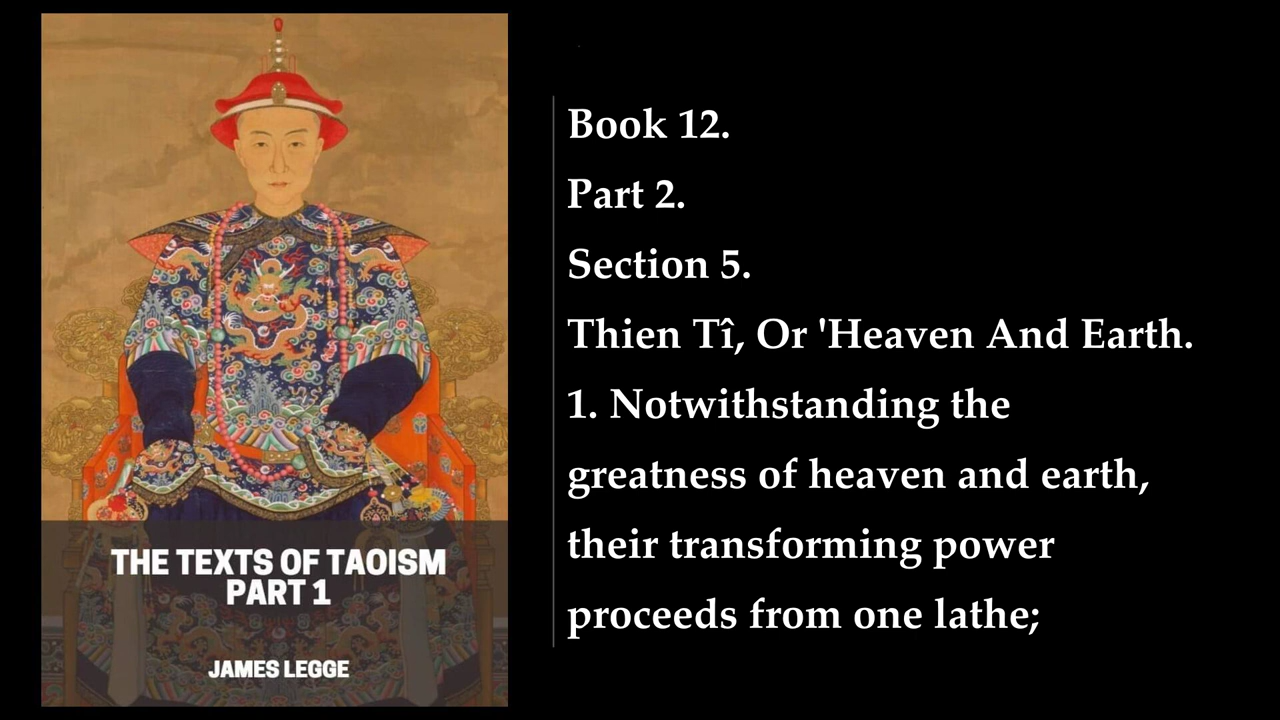 THE TEXTS OF TAOISM
PART 1
JAMES LEGGE
Book 12.
Part 2.
Section 5.
Thien Tî, Or 'Heaven And Earth.
1. Notwithstanding the
greatness of heaven and earth,
their transforming power
proceeds from one lathe;